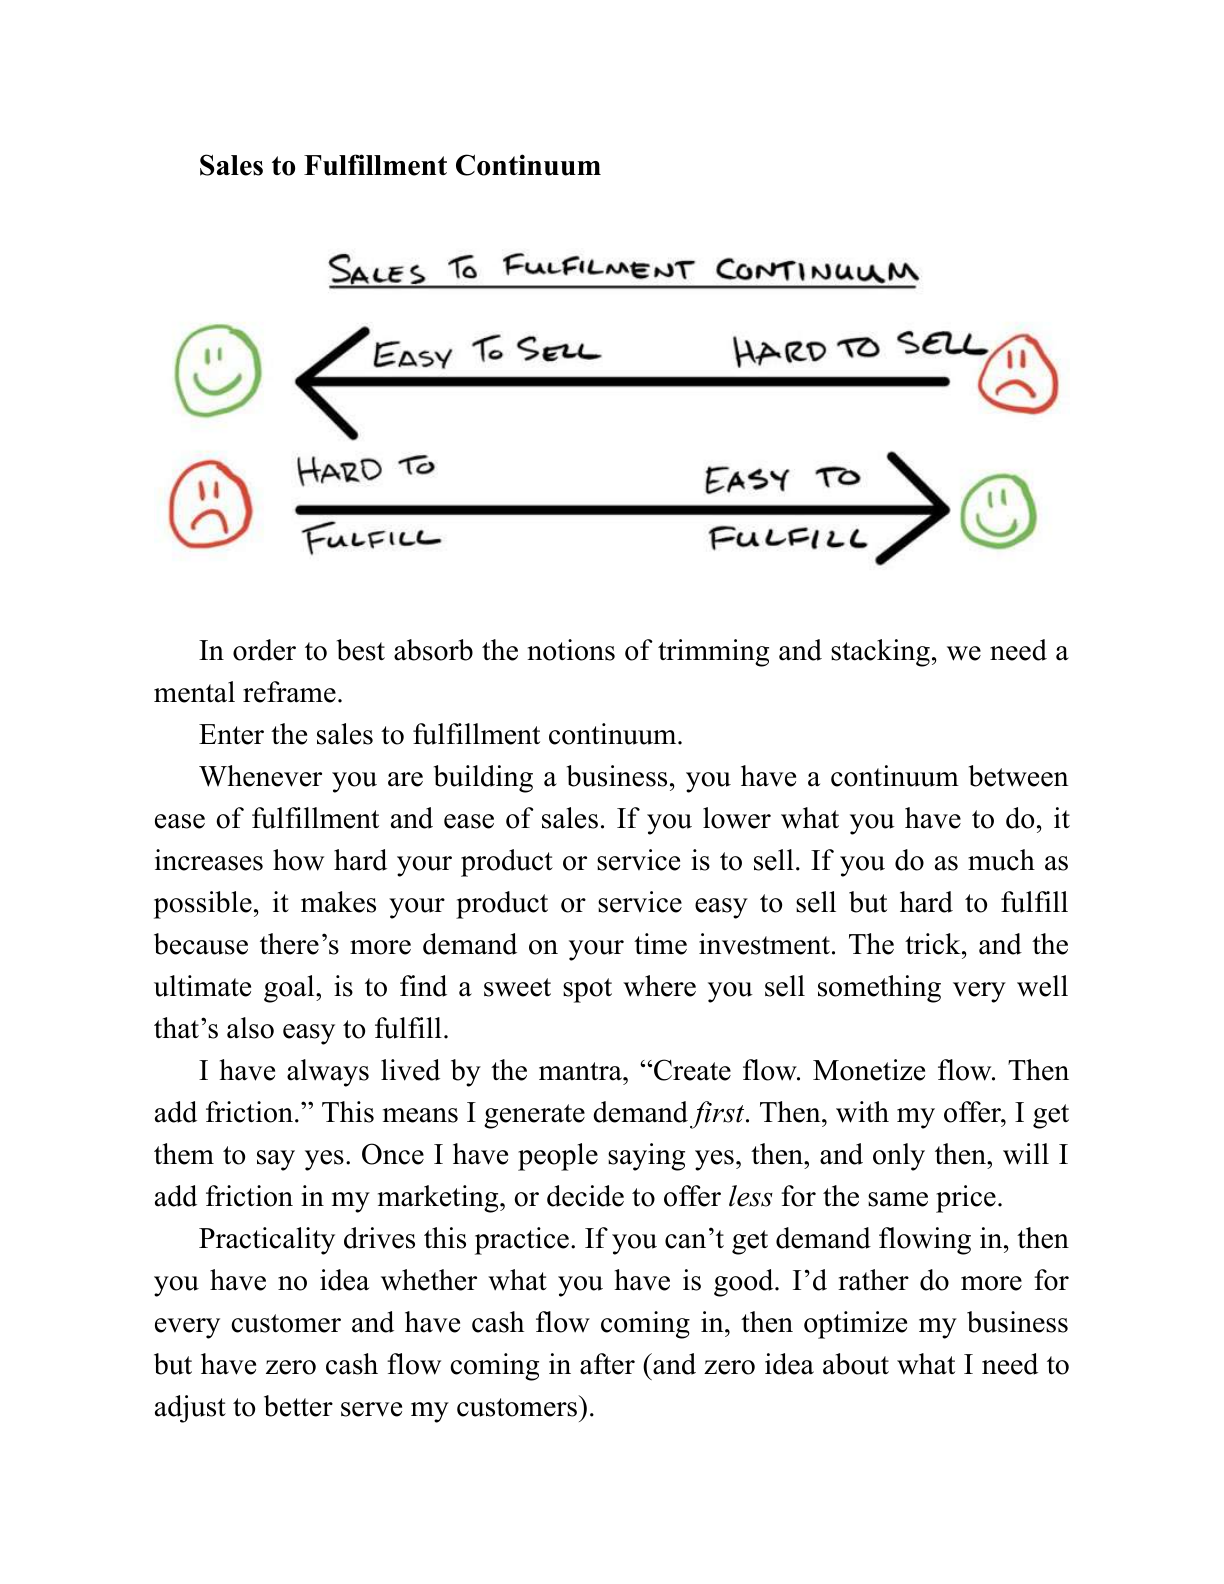 Sales to Fulfillment Continuum
SALES TO FULFILMENT CONTINUUM
EASY TO SELL HARD TO SELL
HARD TO EASY TO
FULFILL FULFILL
In order to best absorb the notions of trimming and stacking, we need a
mental reframe.
Enter the sales to fulfillment continuum.
Whenever you are building a business, you have a continuum between
ease of fulfillment and ease of sales. If you lower what you have to do, it
increases how hard your product or service is to sell. If you do as much as
possible, it makes your product or service easy to sell but hard to fulfill
because there’s more demand on your time investment. The trick, and the
ultimate goal, is to find a sweet spot where you sell something very well
that’s also easy to fulfill.
I have always lived by the mantra, “Create flow. Monetize flow. Then
add friction.” This means I generate demand first. Then, with my offer, I get
them to say yes. Once I have people saying yes, then, and only then, will I
add friction in my marketing, or decide to offer less for the same price.
Practicality drives this practice. If you can’t get demand flowing in, then
you have no idea whether what you have is good. I’d rather do more for
every customer and have cash flow coming in, then optimize my business
but have zero cash flow coming in after (and zero idea about what I need to
adjust to better serve my customers).